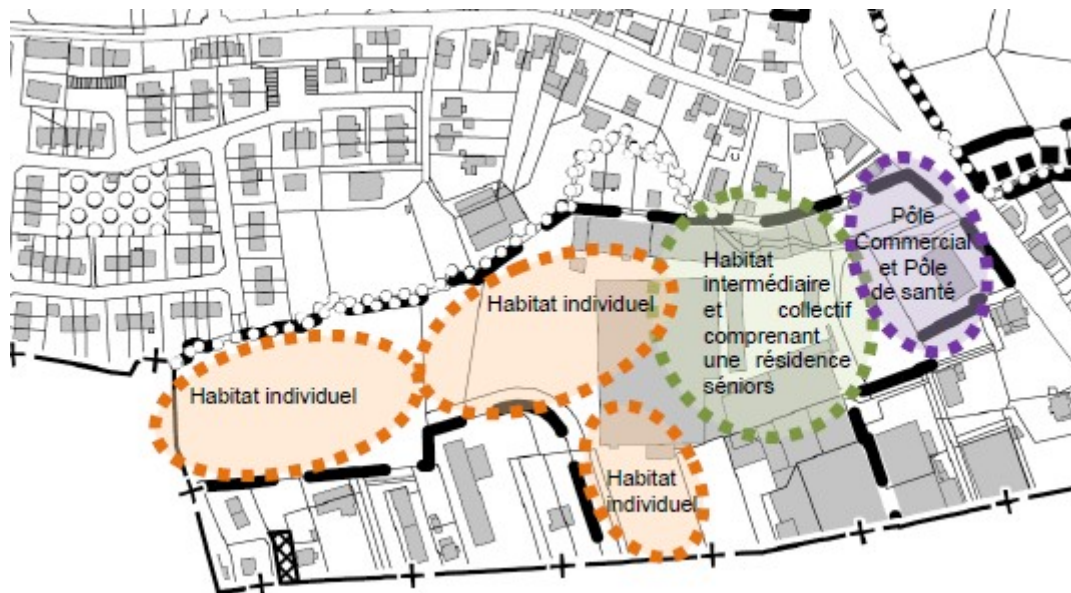 Pôle
Commercial
et Pôle
de santé
Habitat
intermédiaire
et collectif
comprenant
une résidence
séniors
Habitat individuel
Habitat individuel
Habitat
individuel